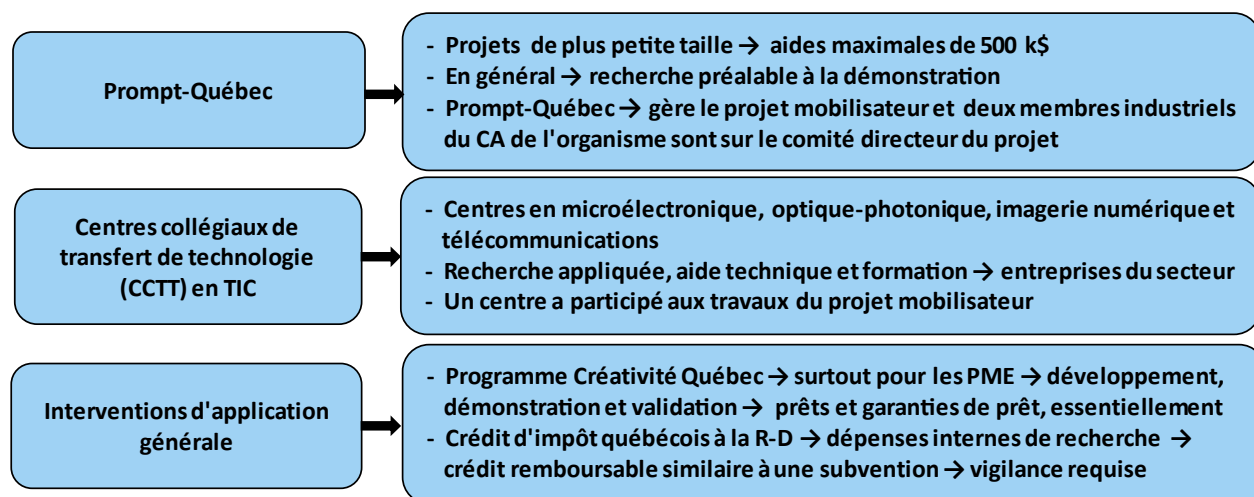 Prompt-Québec
- Projets de plus petite taille → aides maximales de 500 k$
- En général → recherche préalable à la démonstration
- Prompt-Québec → gère le projet mobilisateur et deux membres industriels
du CA de l'organisme sont sur le comité directeur du projet
Centres collégiaux de
transfert de technologie
(CCTT) en TIC
- Centres en microélectronique, optique-photonique, imagerie numérique et
télécommunications
- Recherche appliquée, aide technique et formation → entreprises du secteur
- Un centre a participé aux travaux du projet mobilisateur
Interventions d'application
générale
- Programme Créativité Québec → surtout pour les PME → développement,
démonstration et validation → prêts et garanties de prêt, essentiellement
- Crédit d'impôt québécois à la R-D → dépenses internes de recherche →
crédit remboursable similaire à une subvention → vigilance requise